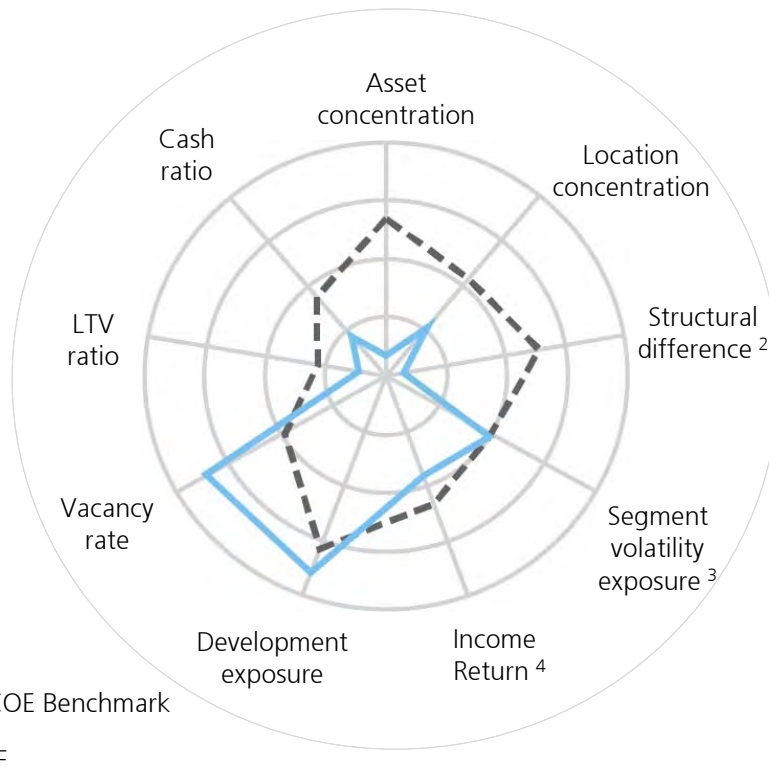 Asset
concentration
Location
concentration
Structural
difference 2
Segment
volatility
exposure 3
Income
Return 4
Development
exposure
Vacancy
rate
LTV
ratio
Cash
ratio
Benchmark